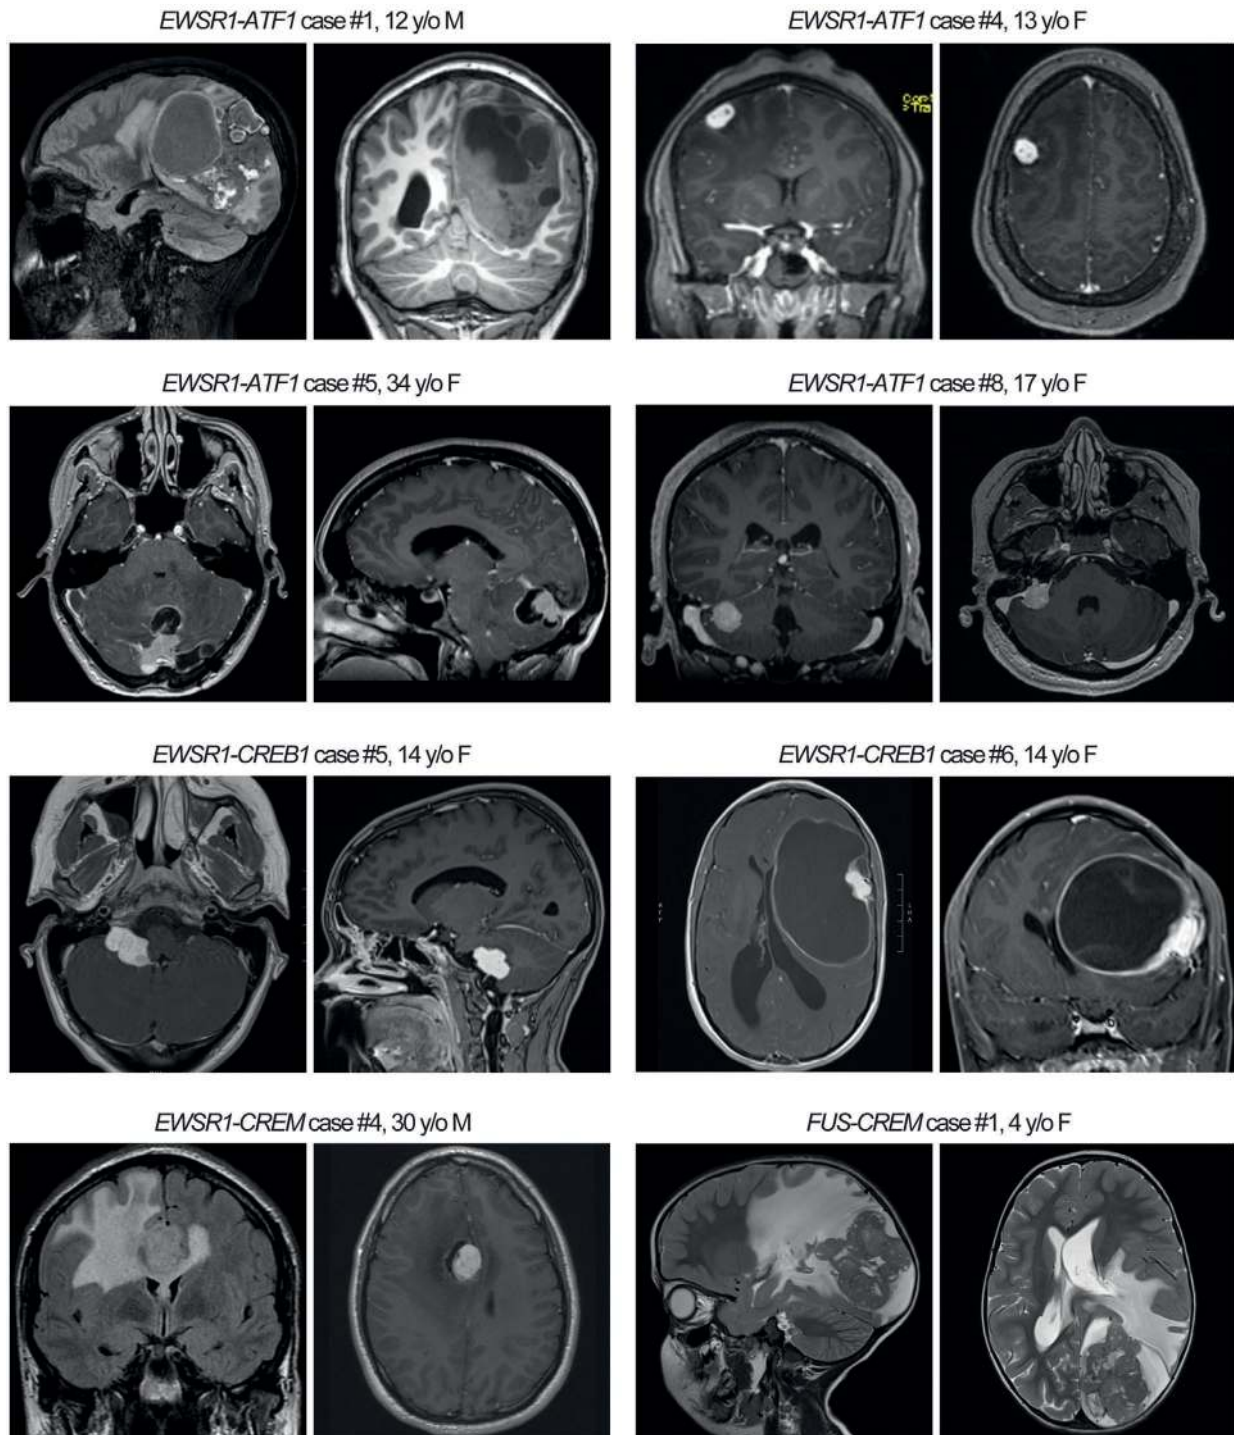 EWSR1-ATF1 case #1, 12 y/o M
EWSR1-ATF1 case #4, 13 y/o F
EWSR1-ATF1 case #5, 34 y/o F
EWSR1-ATF1 case #8, 17 y/o F
EWSR1-CREB1 case #5, 14 y/o F
EWSR1-CREB1 case #6, 14 y/o F
EWSR1-CREM case #4, 30 y/o M
FUS-CREM case #1, 4 y/o F